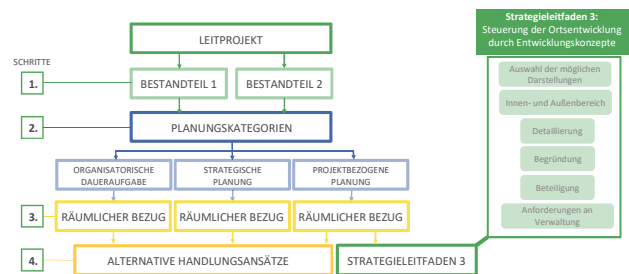 Strategieleitfaden 3:
Steuerung der Ortsentwicklung
durch Entwicklungskonzepte
LEITPROJEKT
SCHRITTE
1.
BESTANDTEIL 1
BESTANDTEIL 2
Auswahl der möglichen
Darstellungen
Innen- und Außenbereich
2.
PLANUNGSKATEGORIEN
Detaillierung
Begründung
ORGANISATORISCHE
DAUERAUFGABE
STRATEGISCHE
PLANUNG
PROJEKTBEZOGENE
PLANUNG
Beteiligung
3.
RÄUMLICHER BEZUG
RÄUMLICHER BEZUG
RÄUMLICHER BEZUG
Anforderungen an
Verwaltung
4.
ALTERNATIVE HANDLUNGSANSÄTZE
STRATEGIELEITFADEN 3